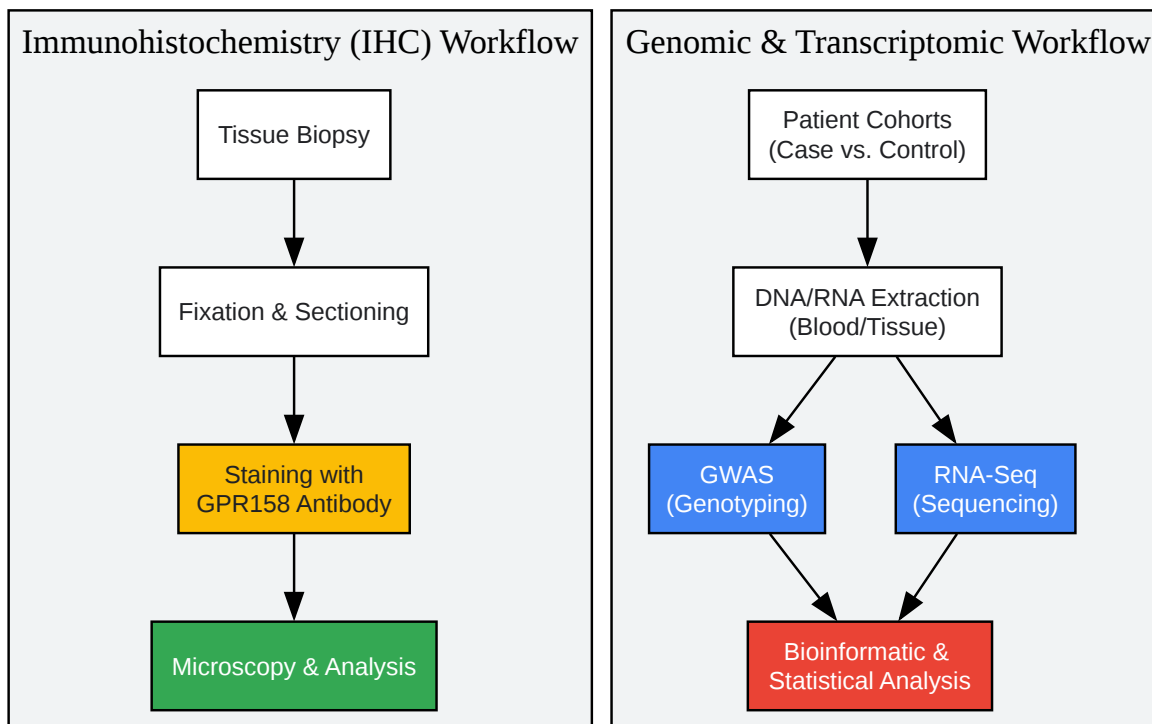 Immunohistochemistry (IHC) Workflow
Tissue Biopsy
Fixation & Sectioning
Staining with
GPR158 Antibody
Microscopy & Analysis
Genomic & Transcriptomic Workflow
Patient Cohorts
(Case vs. Control)
DNA/RNA Extraction
(Blood/Tissue)
GWAS
(Genotyping)
RNA-Seq
(Sequencing)
Bioinformatic &
Statistical Analysis